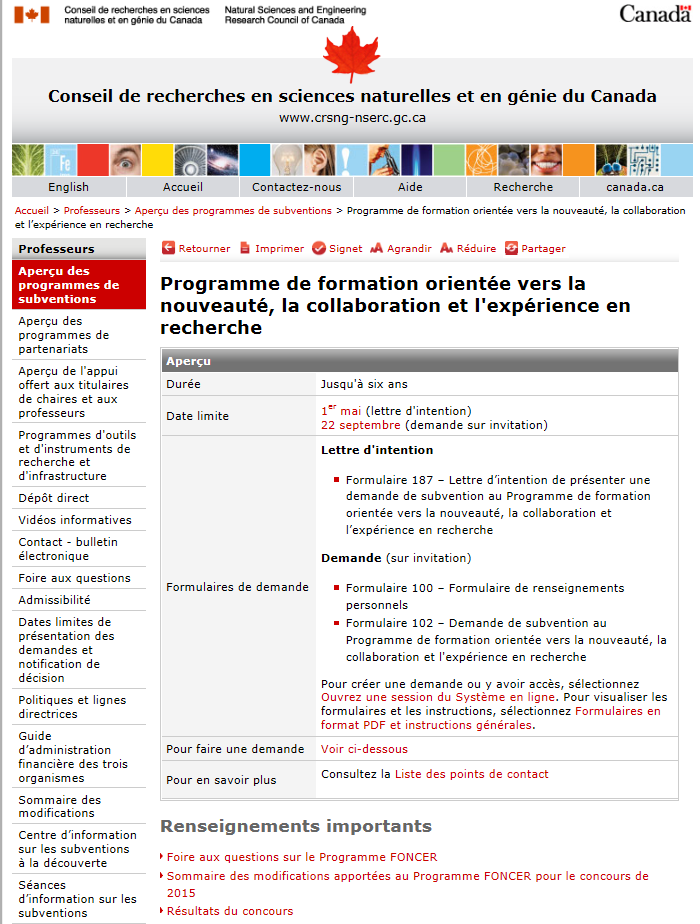 Conseil de recherches en sciences
naturelles et en génie du Canada
Natural Sciences and Engineering
Research Council of Canada
Canada
Conseil de recherches en sciences naturelles et en génie du Canada
www.crsng-nserc.gc.ca
Fe
English
Accueil
Contactez-nous
Aide
Recherche
canada.ca
Accueil > Professeurs > Aperçu des programmes de subventions > Programme de formation orientée vers la nouveauté, la collaboration
et l’expérience en recherche
Professeurs
Aperçu des
programmes de
subventions
Aperçu des
programmes de
partenariats
Aperçu de l'appui
offert aux titulaires
de chaires et aux
professeurs
Programmes d'outils
et d'instruments de
recherche et
d'infrastructure
Dépôt direct
Vidéos informatives
Contact - bulletin
électronique
Foire aux questions
Admissibilité
Dates limites de
présentation des
demandes et
notification de
décision
Politiques et lignes
directrices
Guide
d’administration
financière des trois
organismes
Sommaire des
modifications
Centre d’information
sur les subventions
à la découverte
Séances
d’information sur les
subventions
Retourner
Imprimer
Signet
Agrandir
Réduire
Partager
Programme de formation orientée vers la
nouveauté, la collaboration et l'expérience en
recherche
Aperçu
Durée
Jusqu'à six ans
Date limite
1er mai (lettre d'intention)
22 septembre (demande sur invitation)
Formulaires de demande
Lettre d'intention
Formulaire 187 – Lettre d’intention de présenter une
demande de subvention au Programme de formation
orientée vers la nouveauté, la collaboration et
l’expérience en recherche
Demande (sur invitation)
Formulaire 100 – Formulaire de renseignements
personnels
Formulaire 102 – Demande de subvention au
Programme de formation orientée vers la nouveauté, la
collaboration et l'expérience en recherche
Pour créer une demande ou y avoir accès, sélectionnez
Ouvrez une session du Système en ligne. Pour visualiser les
formulaires et les instructions, sélectionnez Formulaires en
format PDF et instructions générales.
Pour faire une demande
Voir ci-dessous
Pour en savoir plus
Consultez la Liste des points de contact
Renseignements importants
Foire aux questions sur le Programme FONCER
Sommaire des modifications apportées au Programme FONCER pour le concours de
2015
Résultats du concours